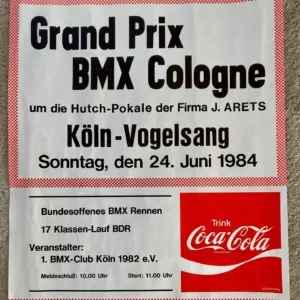 Grand Prix
BMX Cologne
um die Hutch-Pokale der Firma J. ARETS
Köln-Vogelsang
Sonntag, den 24. Juni 1984
Bundesoffenes BMX Rennen
17 Klassen-Lauf BDR
Veranstalter:
1. BMX-Club Köln 1982 e.V.
Meldeschluß: 10.00 Uhr Start: 11.00 Uhr
Trink
Coca-Cola